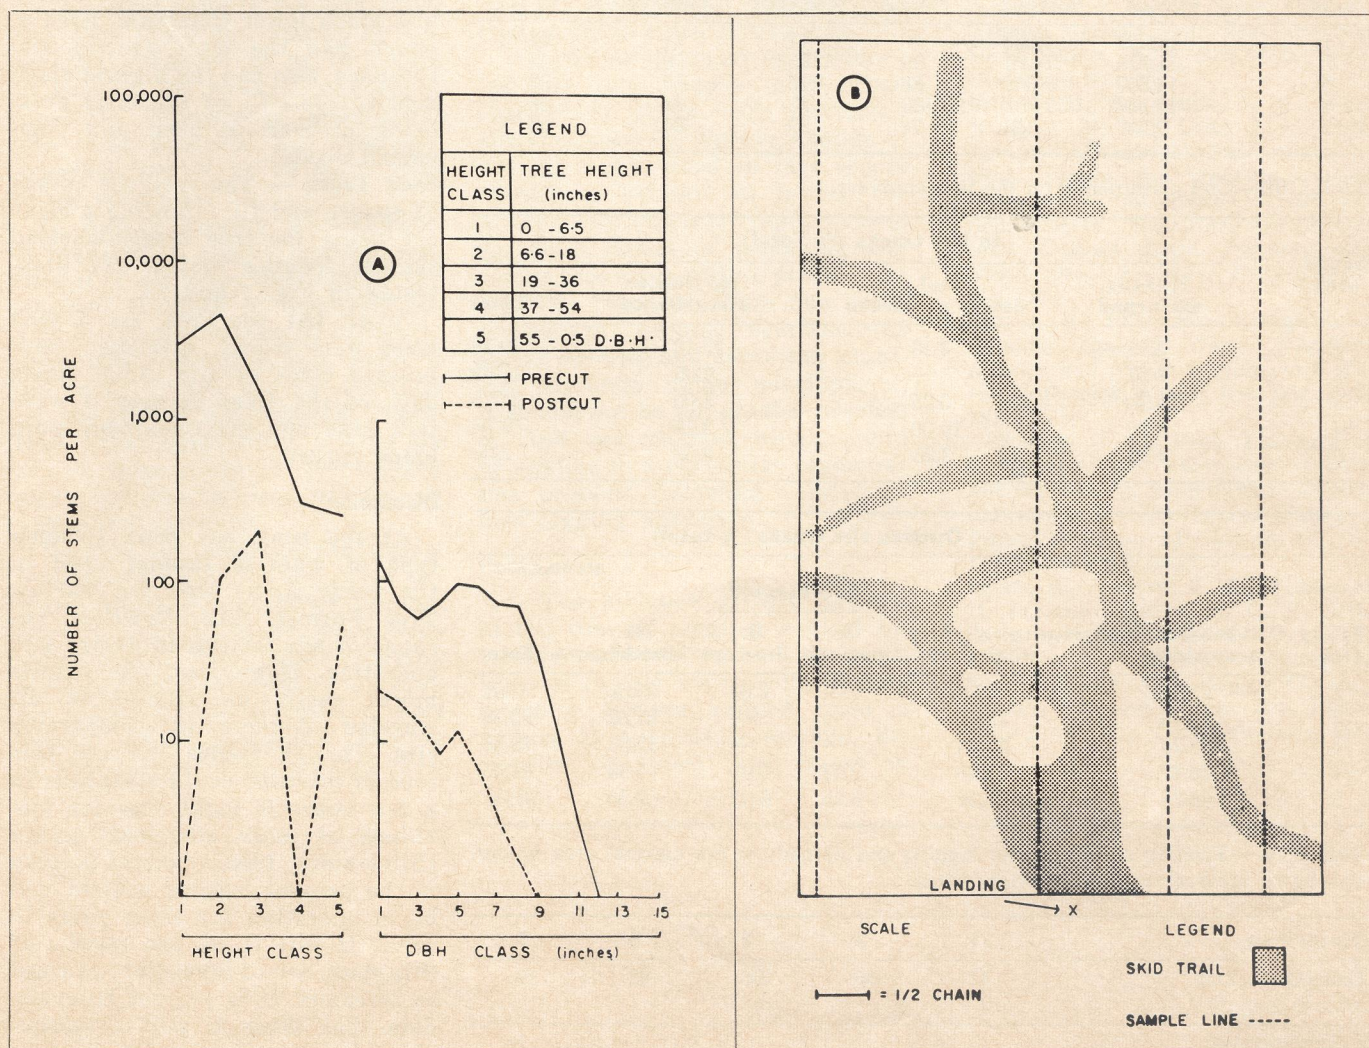 100,000
10,000
1,000
100
10
NUMBER OF STEMS PER ACRE
1 2 3 4 5
HEIGHT CLASS
1 3 5 7 9 11 13 15
DBH CLASS (inches)
A
LEGEND
HEIGHT CLASS TREE HEIGHT (inches)
1 0 - 6.5
2 6.6 - 18
3 19 - 36
4 37 - 54
5 55 - 0.5 D.B.H.
PRECUT
POSTCUT
B
LANDING
X
SCALE
= 1/2 CHAIN
LEGEND
SKID TRAIL
SAMPLE LINE